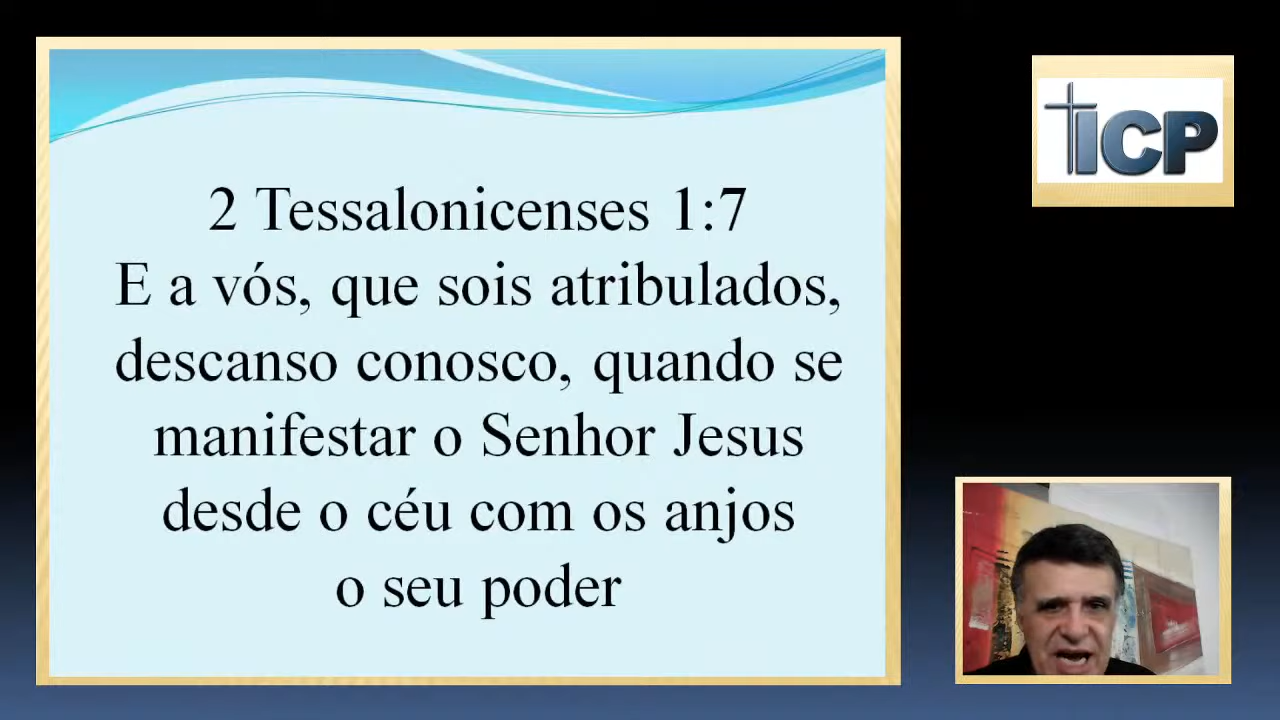 2 Tessalonicenses 1:7
E a vós, que sois atribulados,
descanso conosco, quando se
manifestar o Senhor Jesus
desde o céu com os anjos
o seu poder
ICP